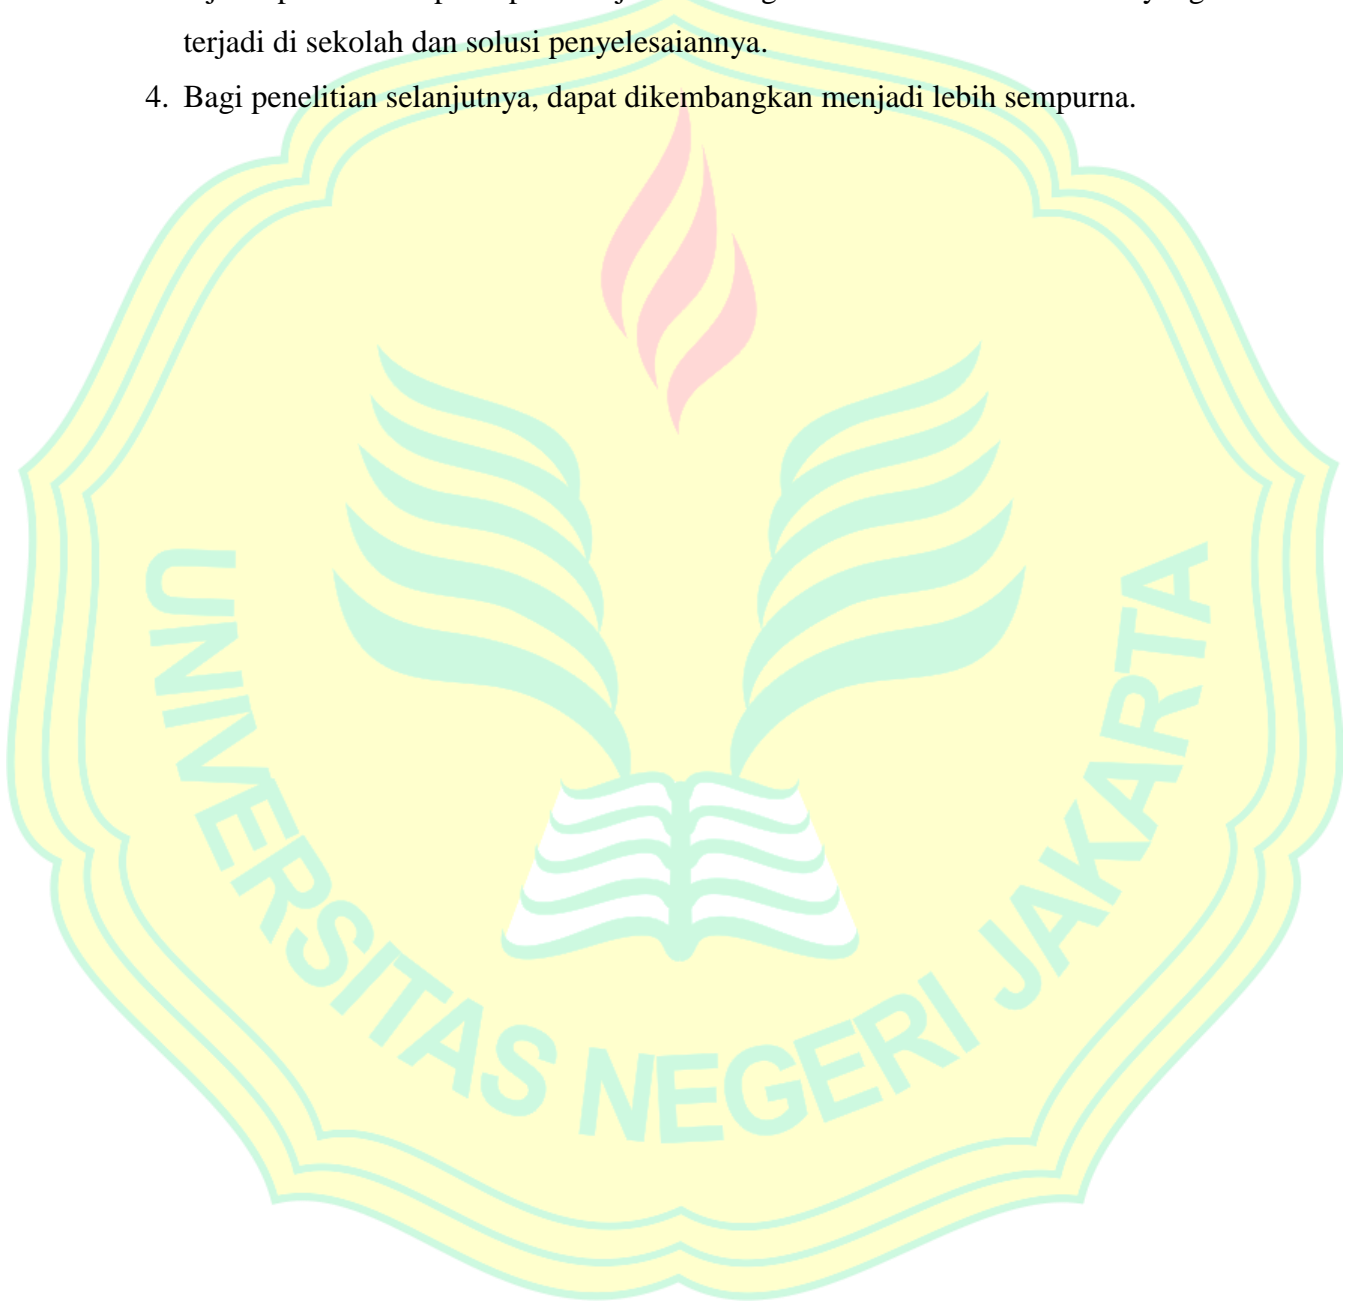 terjadi di sekolah dan solusi penyelesaiannya.
4. Bagi penelitian selanjutnya, dapat dikembangkan menjadi lebih sempurna.
UNIVERSITAS NEGERI JAKARTA